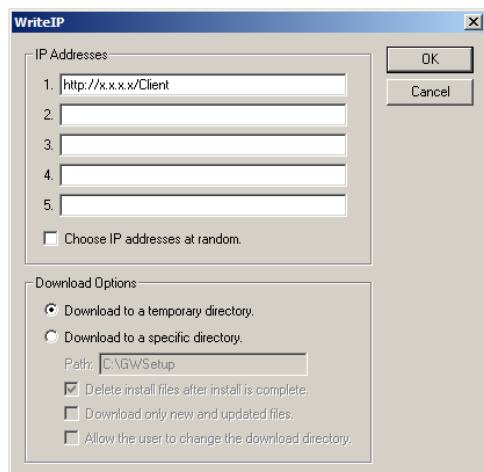 WriteIP
IP Addresses
OK
1. http://x.x.x.x/Client
Cancel
2.
3.
4.
5.
Choose IP addresses at random.
Download Options
Download to a temporary directory.
Download to a specific directory.
Path: C:\GWSetup
Delete install files after install is complete.
Download only new and updated files.
Allow the user to change the download directory.